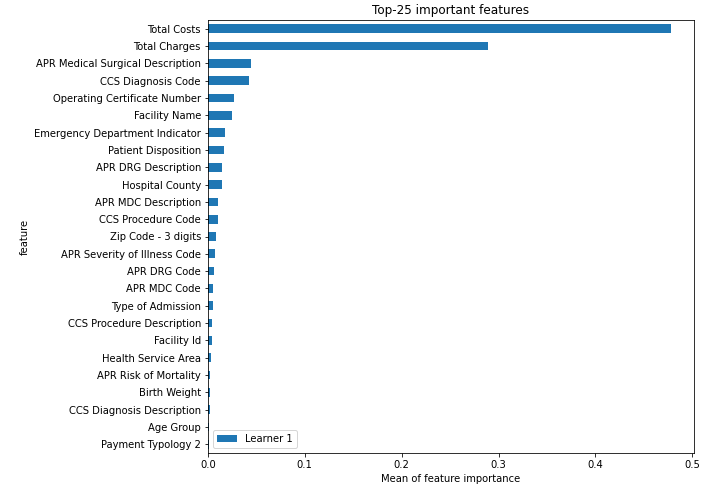 Top-25 important features
Total Costs
Total Charges
APR Medical Surgical Description
CCS Diagnosis Code
Operating Certificate Number
Facility Name
Emergency Department Indicator
Patient Disposition
APR DRG Description
Hospital County
APR MDC Description
CCS Procedure Code
Zip Code - 3 digits
APR Severity of Illness Code
APR DRG Code
APR MDC Code
Type of Admission
CCS Procedure Description
Facility Id
Health Service Area
APR Risk of Mortality
Birth Weight
CCS Diagnosis Description
Age Group
Payment Typology 2
feature
Learner 1
0.0 0.1 0.2 0.3 0.4 0.5
Mean of feature importance